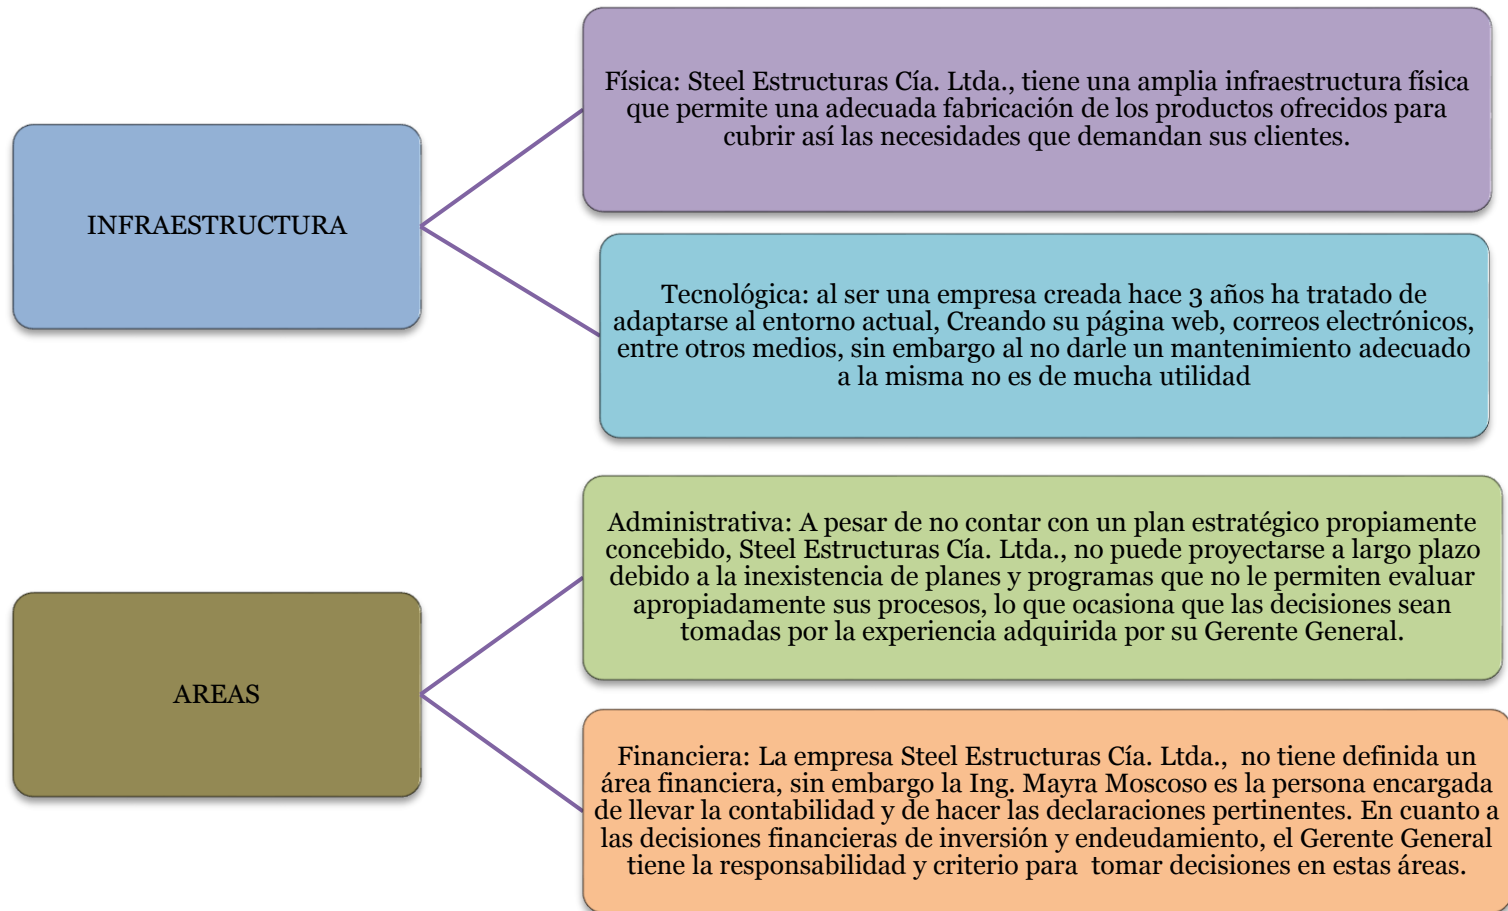 INFRAESTRUCTURA
Física: Steel Estructuras Cía. Ltda., tiene una amplia infraestructura física
que permite una adecuada fabricación de los productos ofrecidos para
cubrir así las necesidades que demandan sus clientes.
Tecnológica: al ser una empresa creada hace 3 años ha tratado de
adaptarse al entorno actual, Creando su página web, correos electrónicos,
entre otros medios, sin embargo al no darle un mantenimiento adecuado
a la misma no es de mucha utilidad
AREAS
Administrativa: A pesar de no contar con un plan estratégico propiamente
concebido, Steel Estructuras Cía. Ltda., no puede proyectarse a largo plazo
debido a la inexistencia de planes y programas que no le permiten evaluar
apropiadamente sus procesos, lo que ocasiona que las decisiones sean
tomadas por la experiencia adquirida por su Gerente General.
Financiera: La empresa Steel Estructuras Cía. Ltda., no tiene definida un
área financiera, sin embargo la Ing. Mayra Moscoso es la persona encargada
de llevar la contabilidad y de hacer las declaraciones pertinentes. En cuanto a
las decisiones financieras de inversión y endeudamiento, el Gerente General
tiene la responsabilidad y criterio para tomar decisiones en estas áreas.